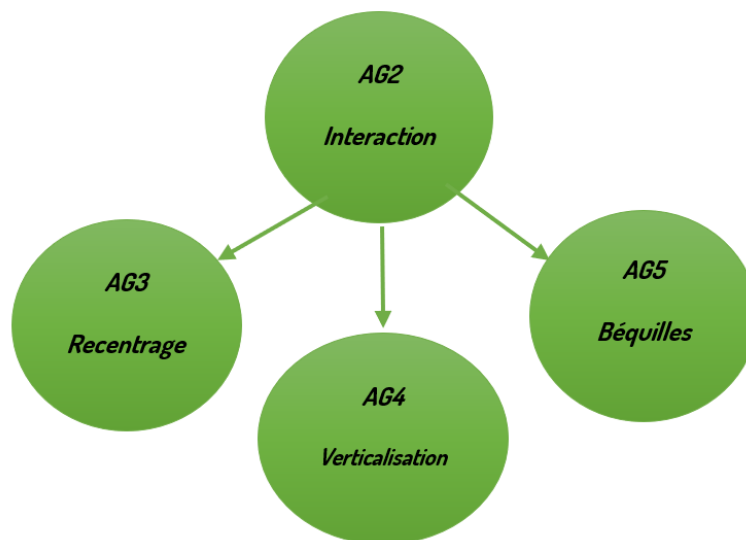 AG2
Interaction
AG3
Recentrage
AG4
Verticalisation
AG5
Béquilles